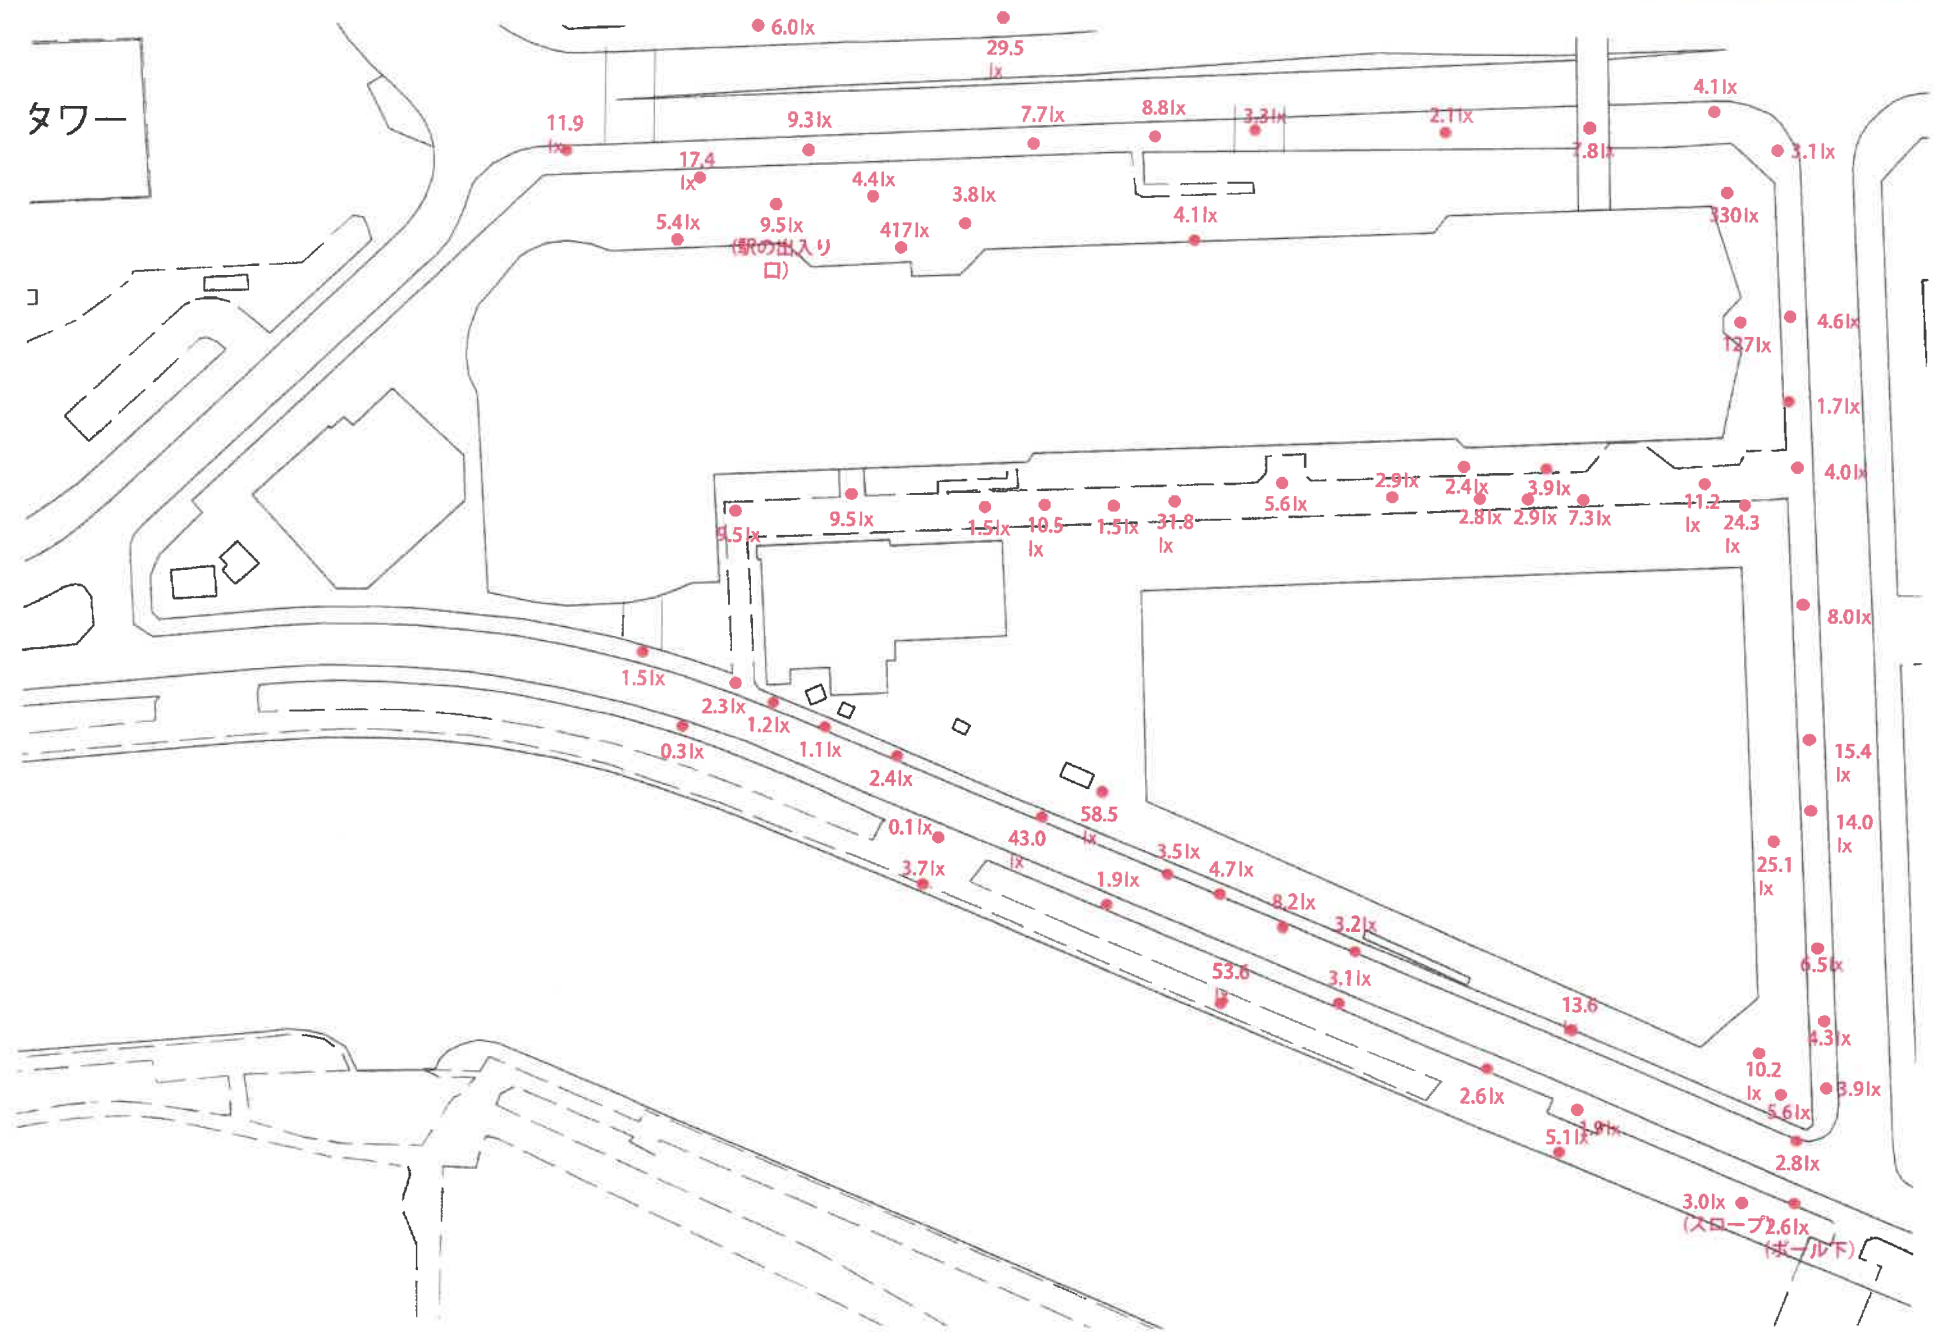 6.0lx
29.5
lx
タワー
4.1lx
11.9
lx
9.3lx
7.7lx
8.8lx
3.3lx
2.1lx
7.8lx
3.1lx
17.4
lx
4.4lx
3.8lx
4.1lx
330lx
5.4lx
9.5lx
(駅の出入り
口)
417lx
4.6lx
127lx
1.7lx
4.0lx
9.5lx
9.5lx
1.5lx
10.5
lx
1.5lx
31.8
lx
5.6lx
2.9lx
2.4lx
3.9lx
2.8lx
2.9lx
7.3lx
11.2
lx
24.3
lx
8.0lx
1.5lx
2.3lx
1.2lx
1.1lx
0.3lx
2.4lx
15.4
lx
58.5
lx
0.1lx
43.0
lx
14.0
lx
3.5lx
4.7lx
3.7lx
1.9lx
25.1
lx
8.2lx
3.2lx
53.6
lx
3.1lx
6.5lx
13.6
4.3lx
10.2
lx
3.9lx
2.6lx
5.6lx
1.9lx
5.1lx
2.8lx
3.0lx
(スロープ)
2.6lx
(ポール下)